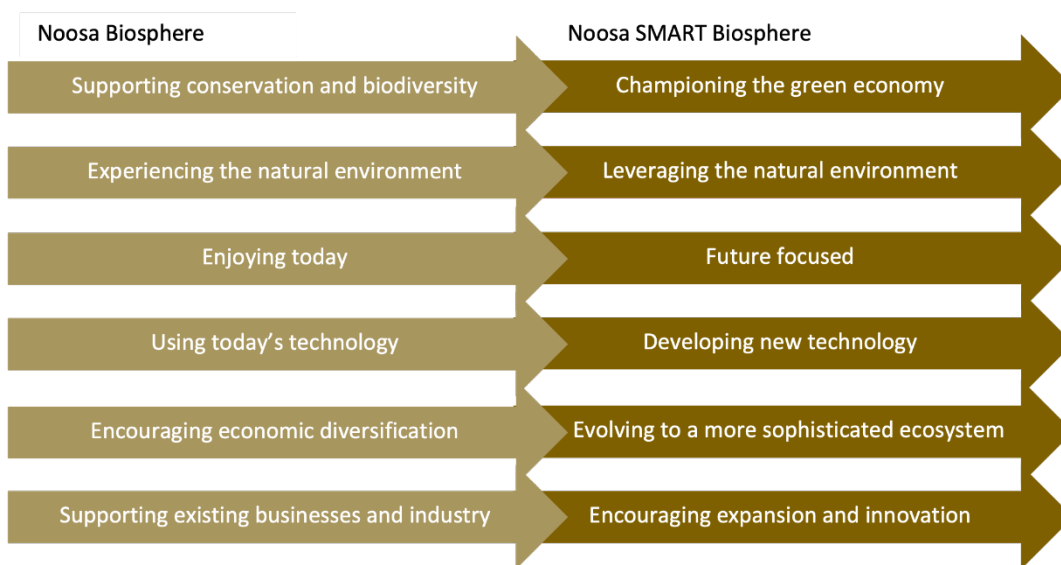 Noosa Biosphere
Noosa SMART Biosphere
Supporting conservation and biodiversity
Championing the green economy
Experiencing the natural environment
Leveraging the natural environment
Enjoying today
Future focused
Using today’s technology
Developing new technology
Encouraging economic diversification
Evolving to a more sophisticated ecosystem
Supporting existing businesses and industry
Encouraging expansion and innovation